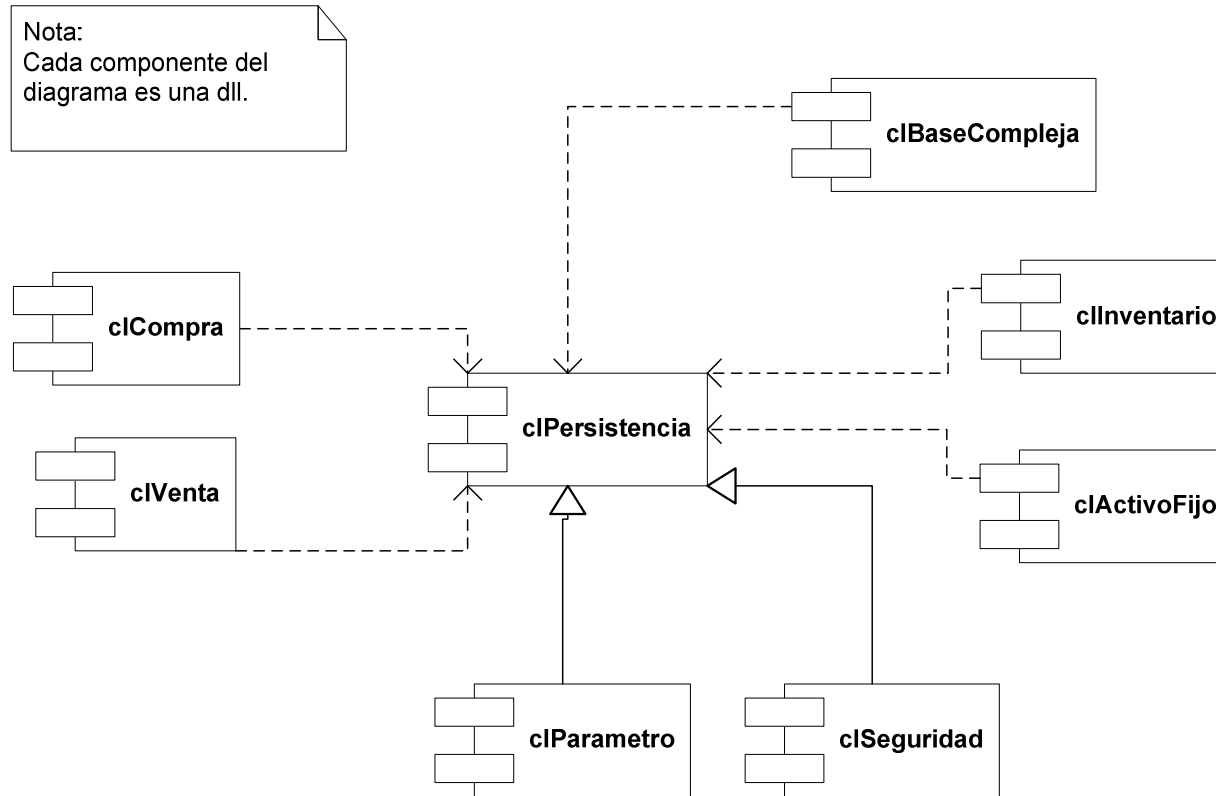 Nota:
Cada componente del
diagrama es una dll.
clBaseCompleja
clCompra
clInventario
clPersistencia
clVenta
clActivoFijo
clParametro
clSeguridad